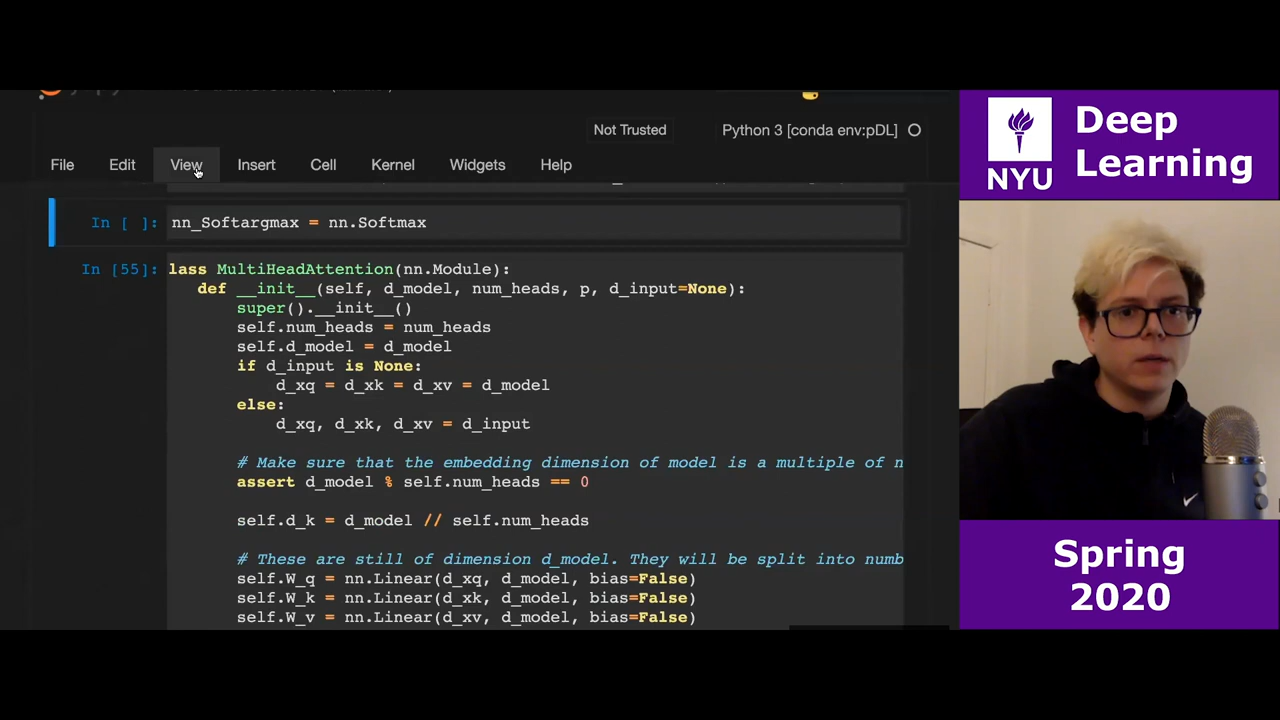 Not Trusted
Python 3 [conda env:pDL]
File Edit View Insert Cell Kernel Widgets Help
In [ ]: nn_Softargmax = nn.Softmax
In [55]: lass MultiHeadAttention(nn.Module):
def __init__(self, d_model, num_heads, p, d_input=None):
super().__init__()
self.num_heads = num_heads
self.d_model = d_model
if d_input is None:
d_xq = d_xk = d_xv = d_model
else:
d_xq, d_xk, d_xv = d_input
# Make sure that the embedding dimension of model is a multiple of n
assert d_model % self.num_heads == 0
self.d_k = d_model // self.num_heads
# These are still of dimension d_model. They will be split into numb
self.W_q = nn.Linear(d_xq, d_model, bias=False)
self.W_k = nn.Linear(d_xk, d_model, bias=False)
self.W_v = nn.Linear(d_xv, d_model, bias=False)
NYU
Deep
Learning
Spring
2020